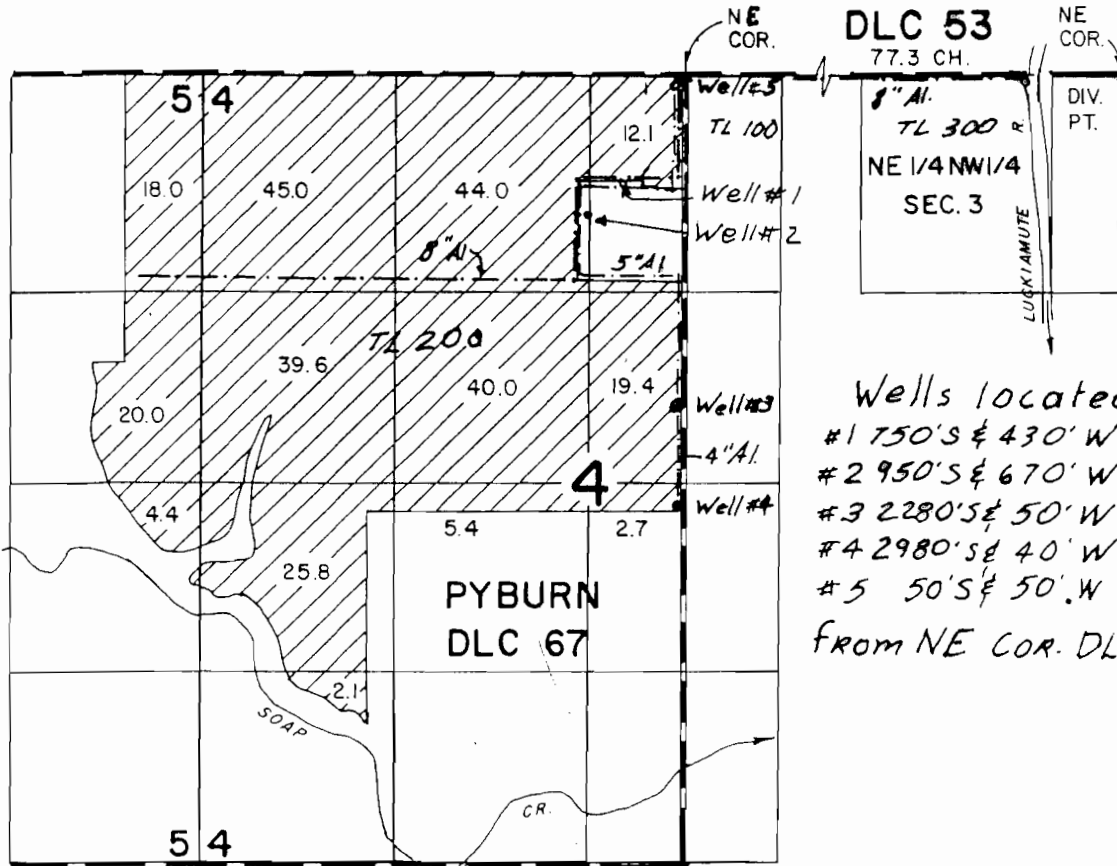 NE
COR.
DLC 53
77.3 CH.
NE
COR.
5 4
Well #5
TL 100
12.1
8" Al.
TL 300 R.
DIV.
PT.
18.0
45.0
44.0
NE 1/4 NW 1/4
SEC. 3
Well # 1
Well # 2
8" Al
5" Al
LUCKIAMUTE
TL 200
39.6
40.0
19.4
20.0
Well #3
Wells located
#1 750'S & 430' W
4" Al.
#2 950'S & 670' W
4
Well #4
#3 2280'S & 50' W
4.4
5.4
2.7
#4 2980'S & 40' W
25.8
#5 50'S & 50'. W
PYBURN
DLC 67
from NE COR. DL
2.1
SOAP
CR.
5 4